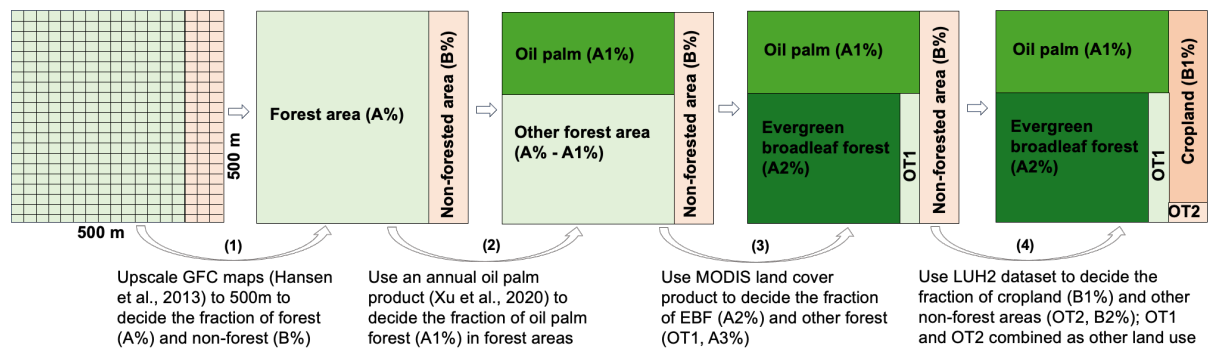 500 m
500 m
Forest area (A%)
Non-forested area (B%)
Oil palm (A1%)
Other forest area
(A% - A1%)
Non-forested area (B%)
Oil palm (A1%)
Evergreen
broadleaf forest
(A2%)
OT1
Non-forested area (B%)
Oil palm (A1%)
Evergreen
broadleaf forest
(A2%)
OT1
Cropland (B1%)
OT2
(1)
Upscale GFC maps (Hansen
et al., 2013) to 500m to
decide the fraction of forest
(A%) and non-forest (B%)
(2)
Use an annual oil palm
product (Xu et al., 2020) to
decide the fraction of oil palm
forest (A1%) in forest areas
(3)
Use MODIS land cover
product to decide the fraction
of EBF (A2%) and other forest
(OT1, A3%)
(4)
Use LUH2 dataset to decide the
fraction of cropland (B1%) and other
non-forest areas (OT2, B2%); OT1
and OT2 combined as other land use